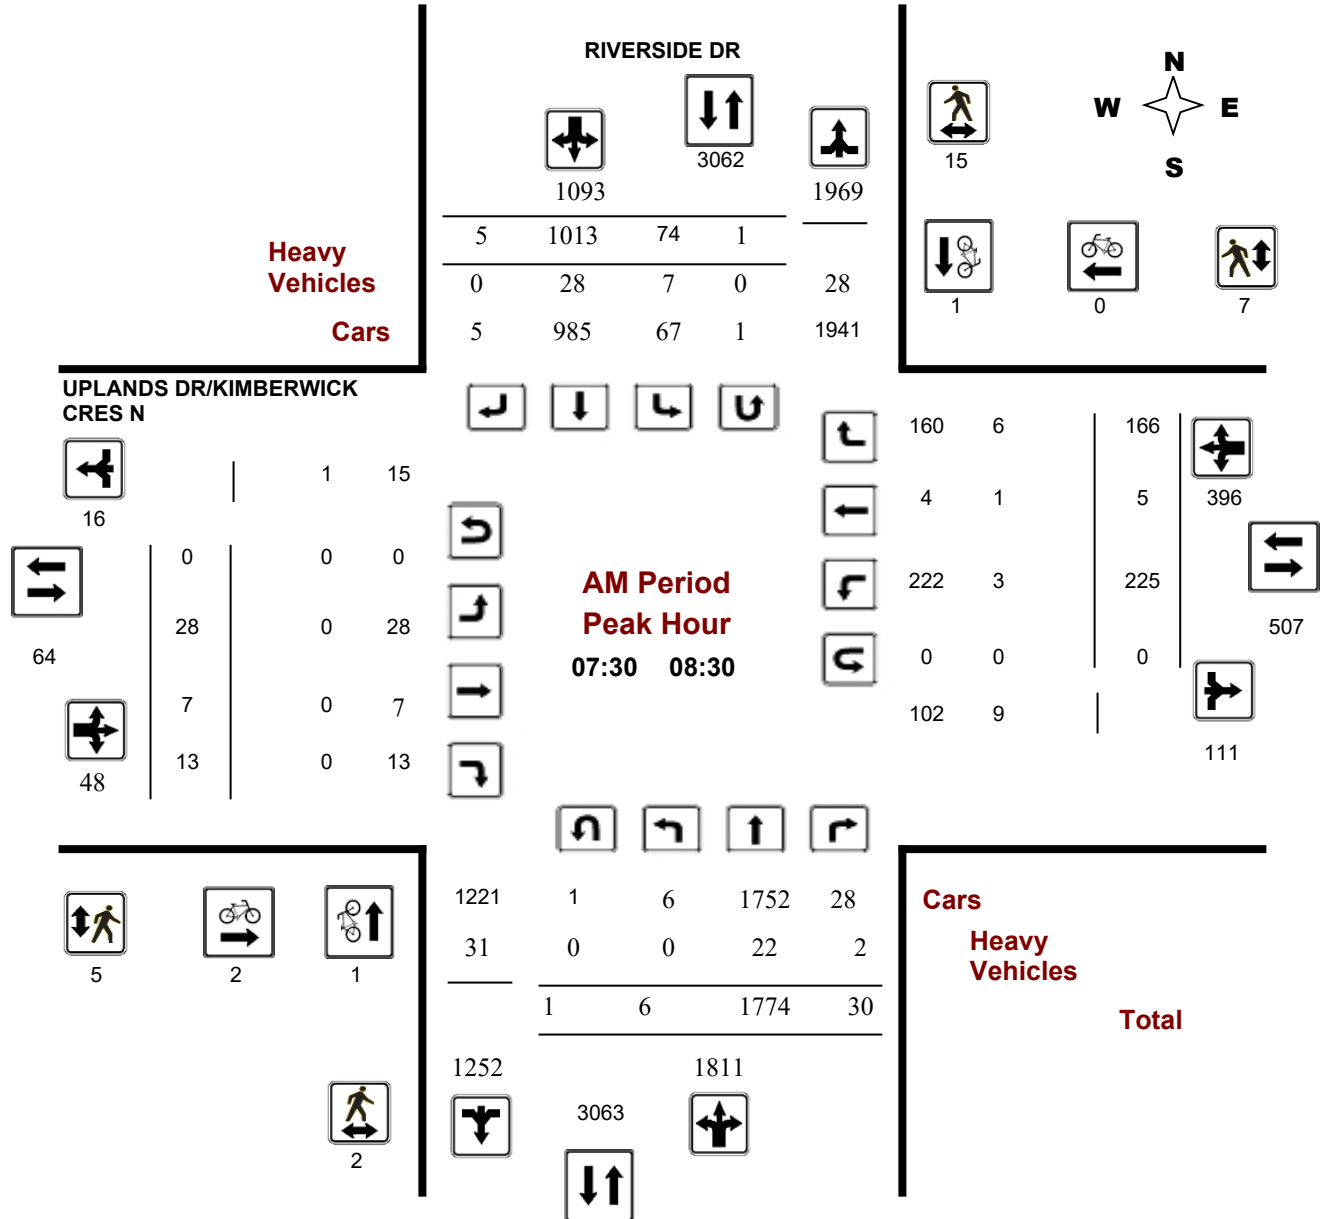 RIVERSIDE DR
N
W E
S
3062
15
1093 1969
5 1013 74 1
Heavy
Vehicles
0 28 7 0 28
1 0 7
Cars 5 985 67 1 1941
UPLANDS DR/KIMBERWICK
CRES N
160 6 166
1 15
4 1 5 396
16
0 0 0
AM Period
222 3 225
Peak Hour
28 0 28 507
64
07:30 08:30
0 0 0
7 0 7
102 9
13 0 13 111
48
1221 1 6 1752 28 Cars
31 0 0 22 2 Heavy
Vehicles
5 2 1
1 6 1774 30 Total
1252 1811
3063
2